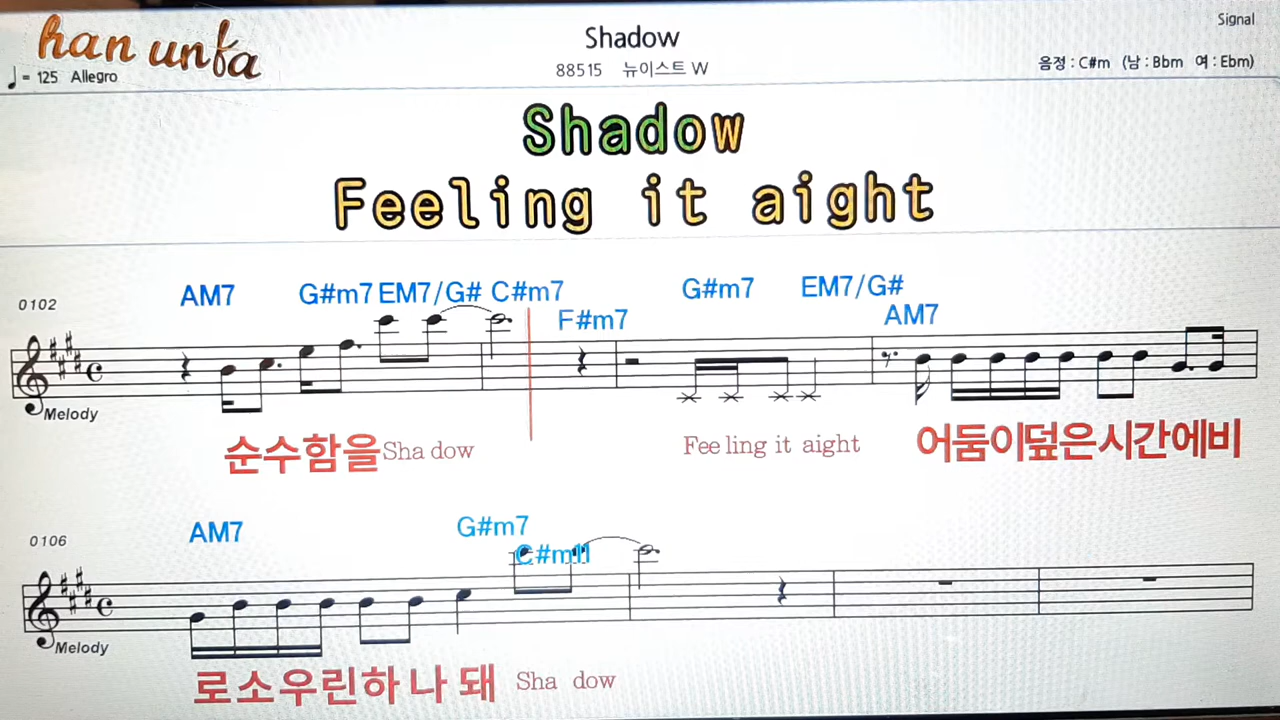 han unfa
Signal
Shadow
♩= 125 Allegro
88515 뉴이스트 W
음정 : C#m (남 : Bbm 여 : Ebm)
Shadow
Feeling it aight
0102
AM7 G#m7 EM7/G# C#m7 F#m7 G#m7 EM7/G# AM7
Melody
순수함을 Sha dow Fee ling it aight 어둠이덮은시간에비
0106
AM7 G#m7 C#m11
Melody
로소우린하나돼 Sha dow